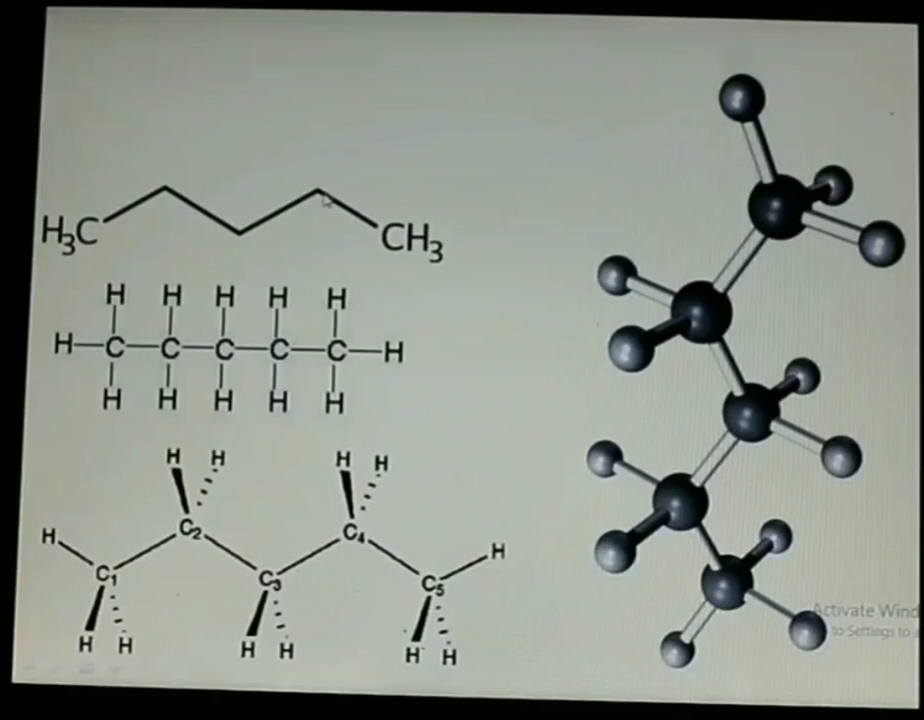 H₃C CH₃
H H H H H
H C C C C C H
H H H H H
H H H H
H C₂ C₄ H
C₁ C₃ C₅
H H H H H H
Activate Wind
to Settings to a